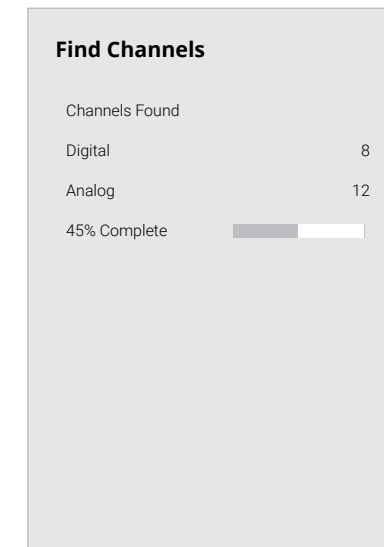 Find Channels
Channels Found
Digital 8
Analog 12
45% Complete